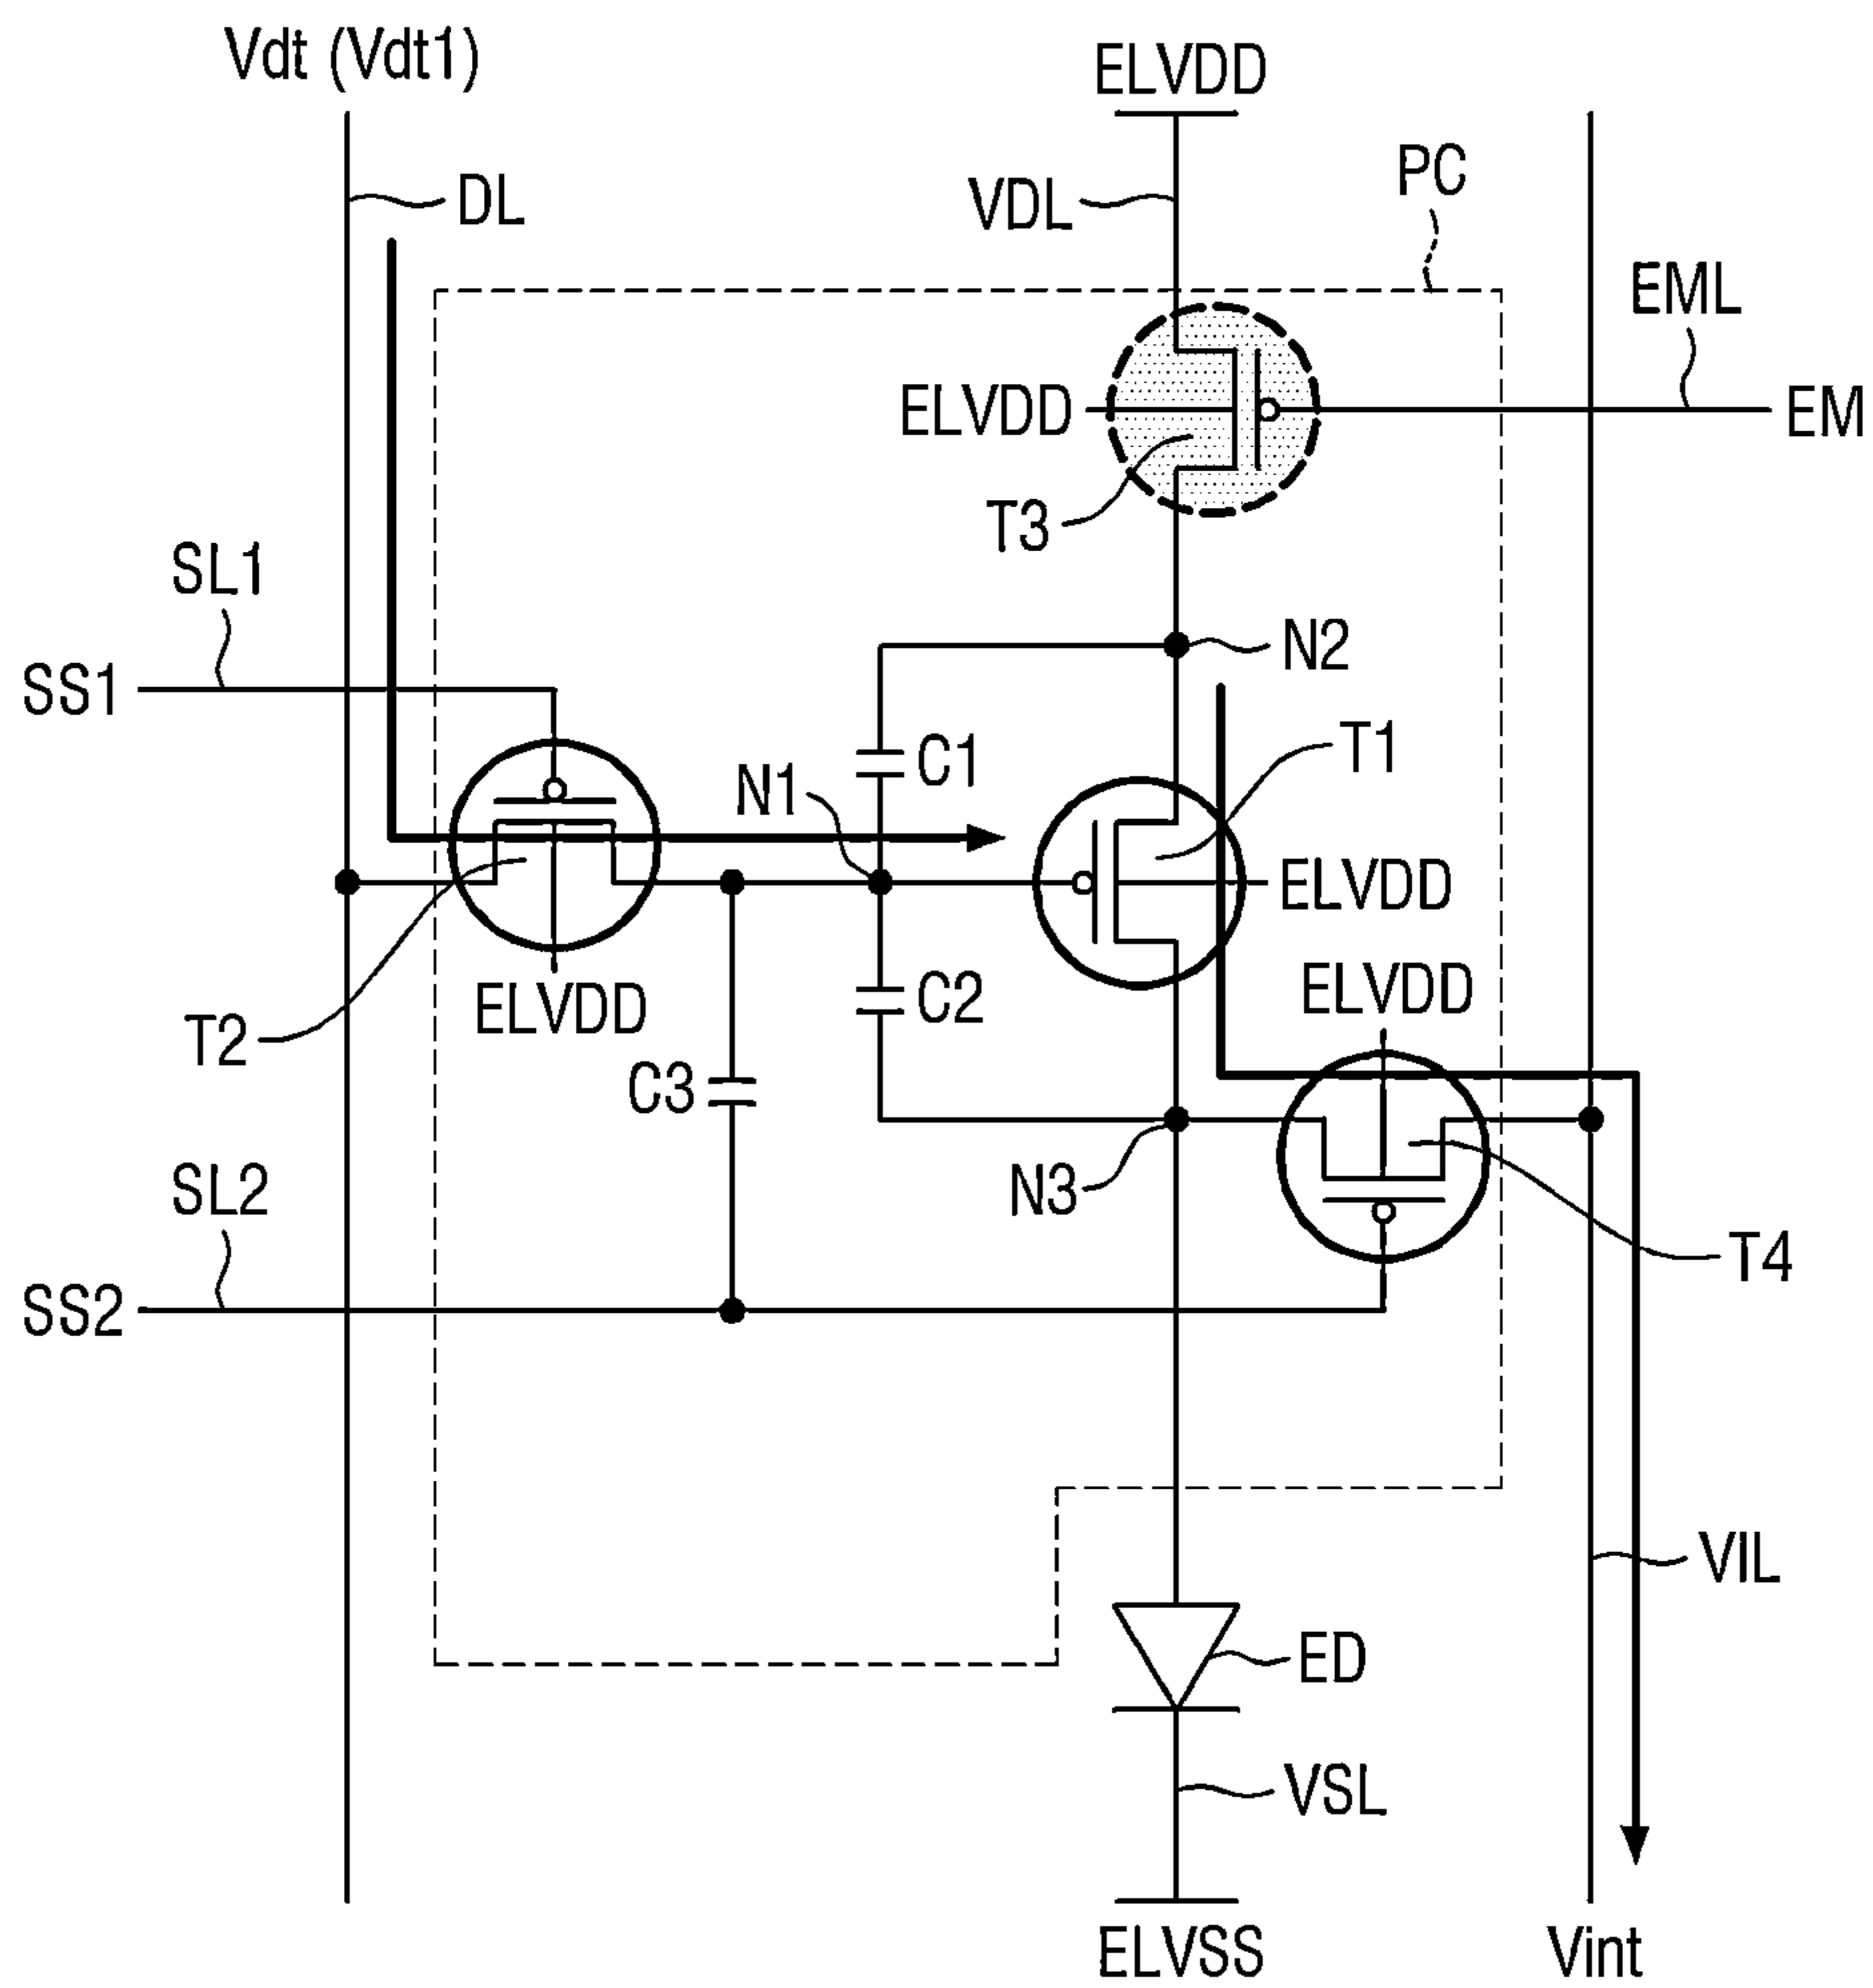 Vdt (Vdt1)
ELVDD
PC
DL
VDL
EML
ELVDD
EM
T3
SL1
N2
SS1
T1
C1
N1
ELVDD
ELVDD
ELVDD
C2
T2
C3
N3
SL2
T4
SS2
VIL
ED
VSL
ELVSS
Vint